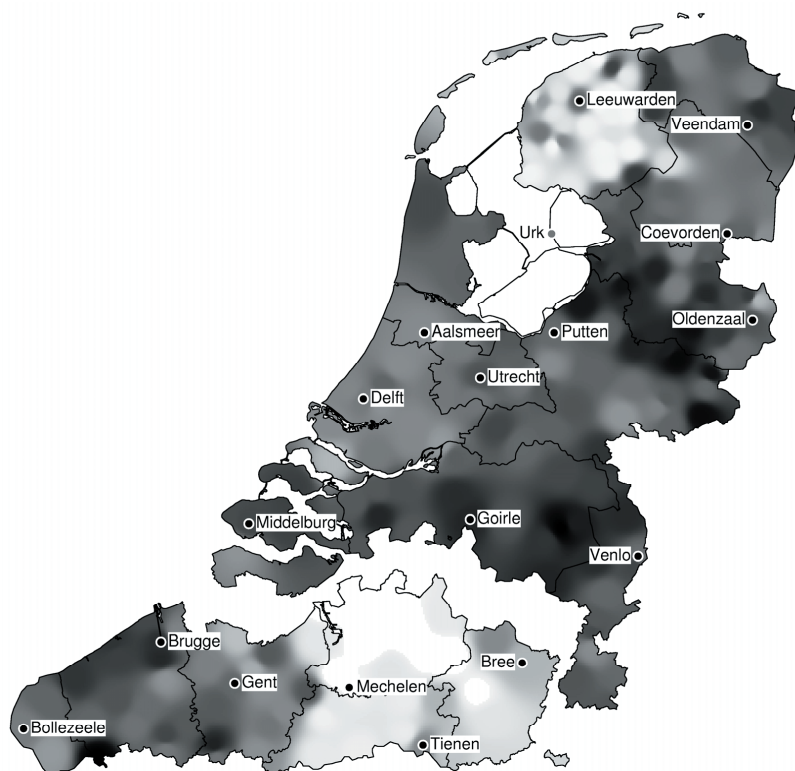 Leeuwarden
Veendam
Urk
Coevorden
Oldenzaal
Aalsmeer
Putten
Utrecht
Delft
Middelburg
Goirle
Venlo
Brugge
Bree
Gent
Mechelen
Bollezeele
Tienen